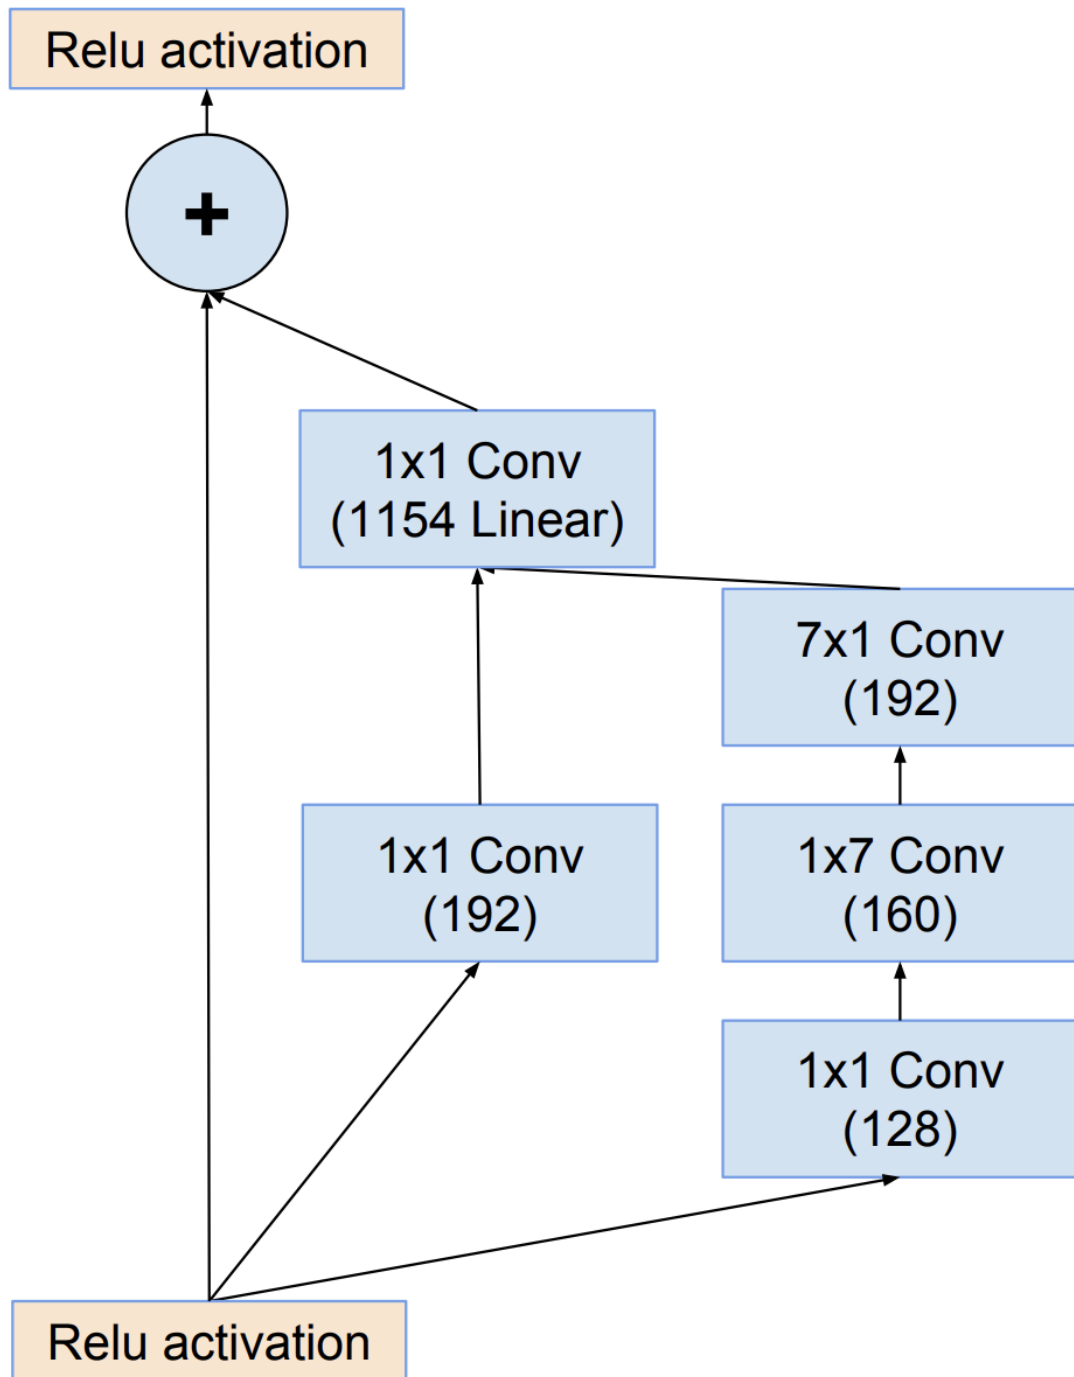 Relu activation
+
1x1 Conv
(1154 Linear)
7x1 Conv
(192)
1x1 Conv
(192)
1x7 Conv
(160)
1x1 Conv
(128)
Relu activation